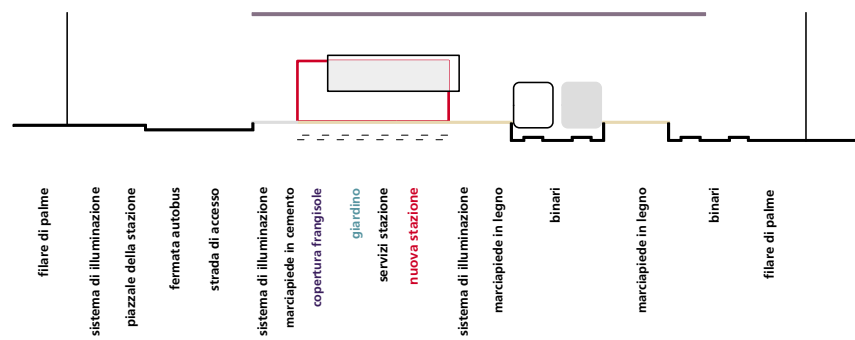 filare di palme
sistema di illuminazione
piazzale della stazione
fermata autobus
strada di accesso
sistema di illuminazione
marciapiede in cemento
copertura frangisole
giardino
servizi stazione
nuova stazione
sistema di illuminazione
marciapiede in legno
binari
marciapiede in legno
binari
filare di palme